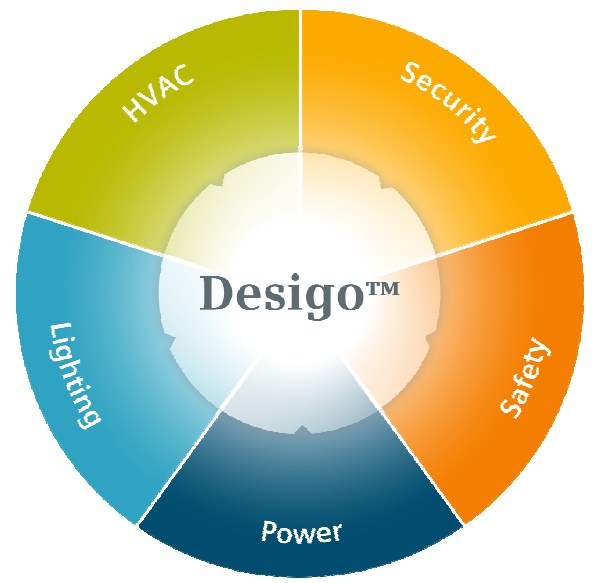 HVAC
Security
Lighting
Desigo™
Safety
Power